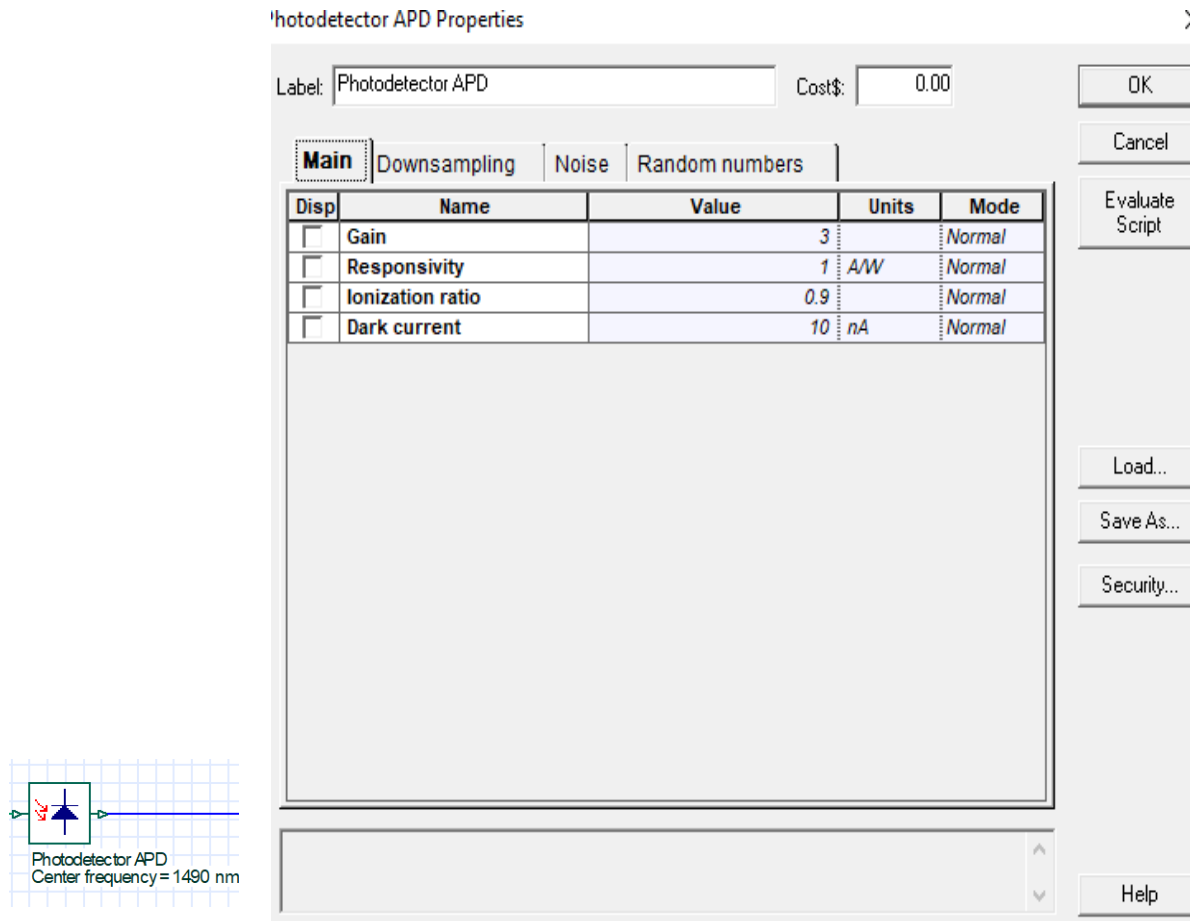 Photodetector APD Properties
Label: Photodetector APD Cost$: 0.00
OK
Cancel
Evaluate
Script
Main Downsampling Noise Random numbers
Disp Name Value Units Mode
Gain 3 Normal
Responsivity 1 A/W Normal
Ionization ratio 0.9 Normal
Dark current 10 nA Normal
Load...
Save As...
Security...
Help
Photodetector APD
Center frequency = 1490 nm